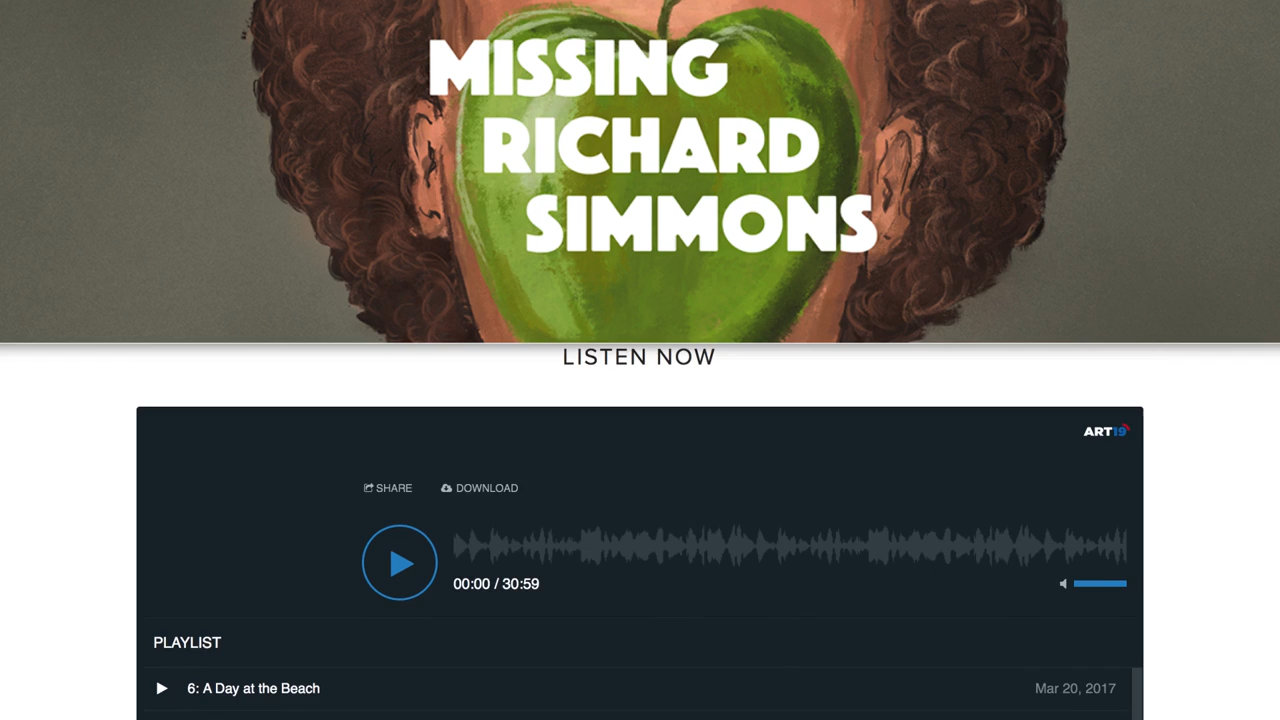 MISSING
RICHARD
SIMMONS
LISTEN NOW
ART19
SHARE DOWNLOAD
00:00 / 30:59
PLAYLIST
6: A Day at the Beach Mar 20, 2017